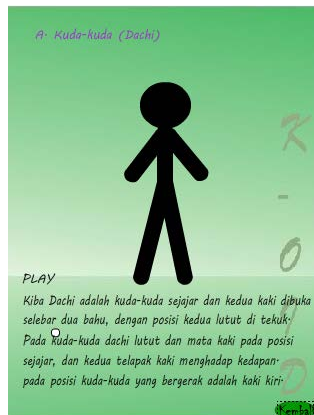 A. Kuda-kuda (Dachi)
K - O I D
PLAY
Kiba Dachi adalah kuda-kuda sejajar dan kedua kaki dibuka
selebar dua bahu, dengan posisi kedua lutut di tekuk.
Pada kuda-kuda dachi lutut dan mata kaki pada posisi
sejajar, dan kedua telapak kaki menghadap kedapan.
pada posisi kuda-kuda yang bergerak adalah kaki kiri.
Kembali